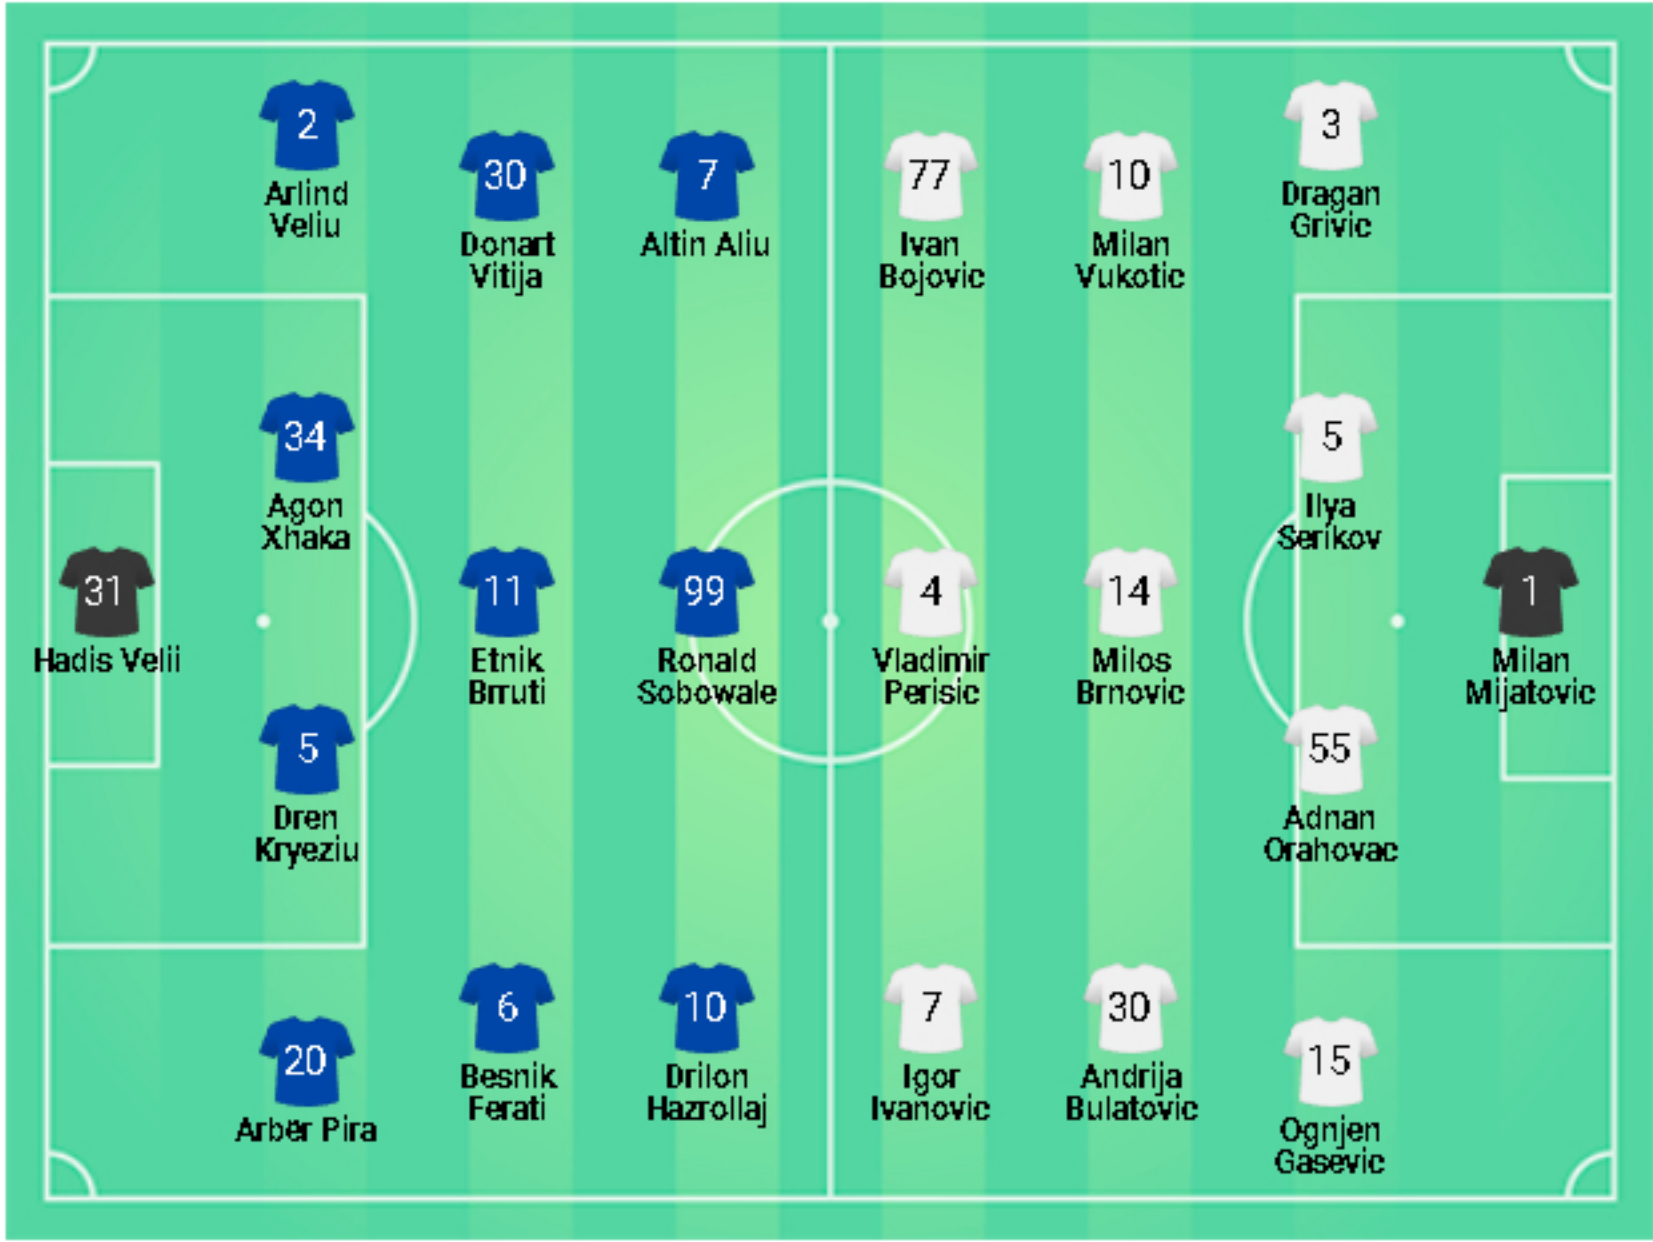 2
Arlind
Veliu
30
Donart
Vitija
7
Altin Aliu
77
Ivan
Bojovic
10
Milan
Vukotic
3
Dragan
Grivic
34
Agon
Xhaka
5
Ilya
Serikov
31
Hadis Velii
11
Etnik
Brruti
99
Ronald
Sobowale
4
Vladimir
Perisic
14
Milos
Brnovic
1
Milan
Mijatovic
5
Dren
Kryeziu
55
Adnan
Orahovac
20
Arbër Pira
6
Besnik
Ferati
10
Drilon
Hazrollaj
7
Igor
Ivanovic
30
Andrija
Bulatovic
15
Ognjen
Gasevic